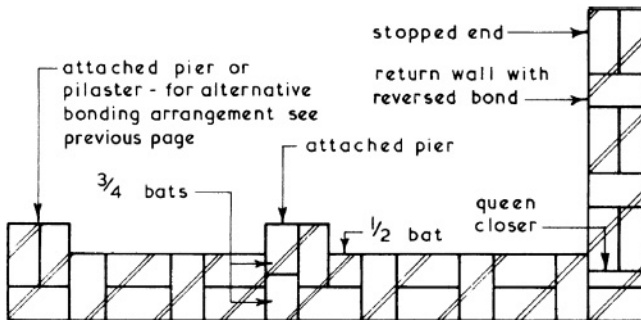 attached pier or
pilaster - for alternative
bonding arrangement see
previous page
3/4 bats
attached pier
1/2 bat
stopped end
return wall with
reversed bond
queen
closer